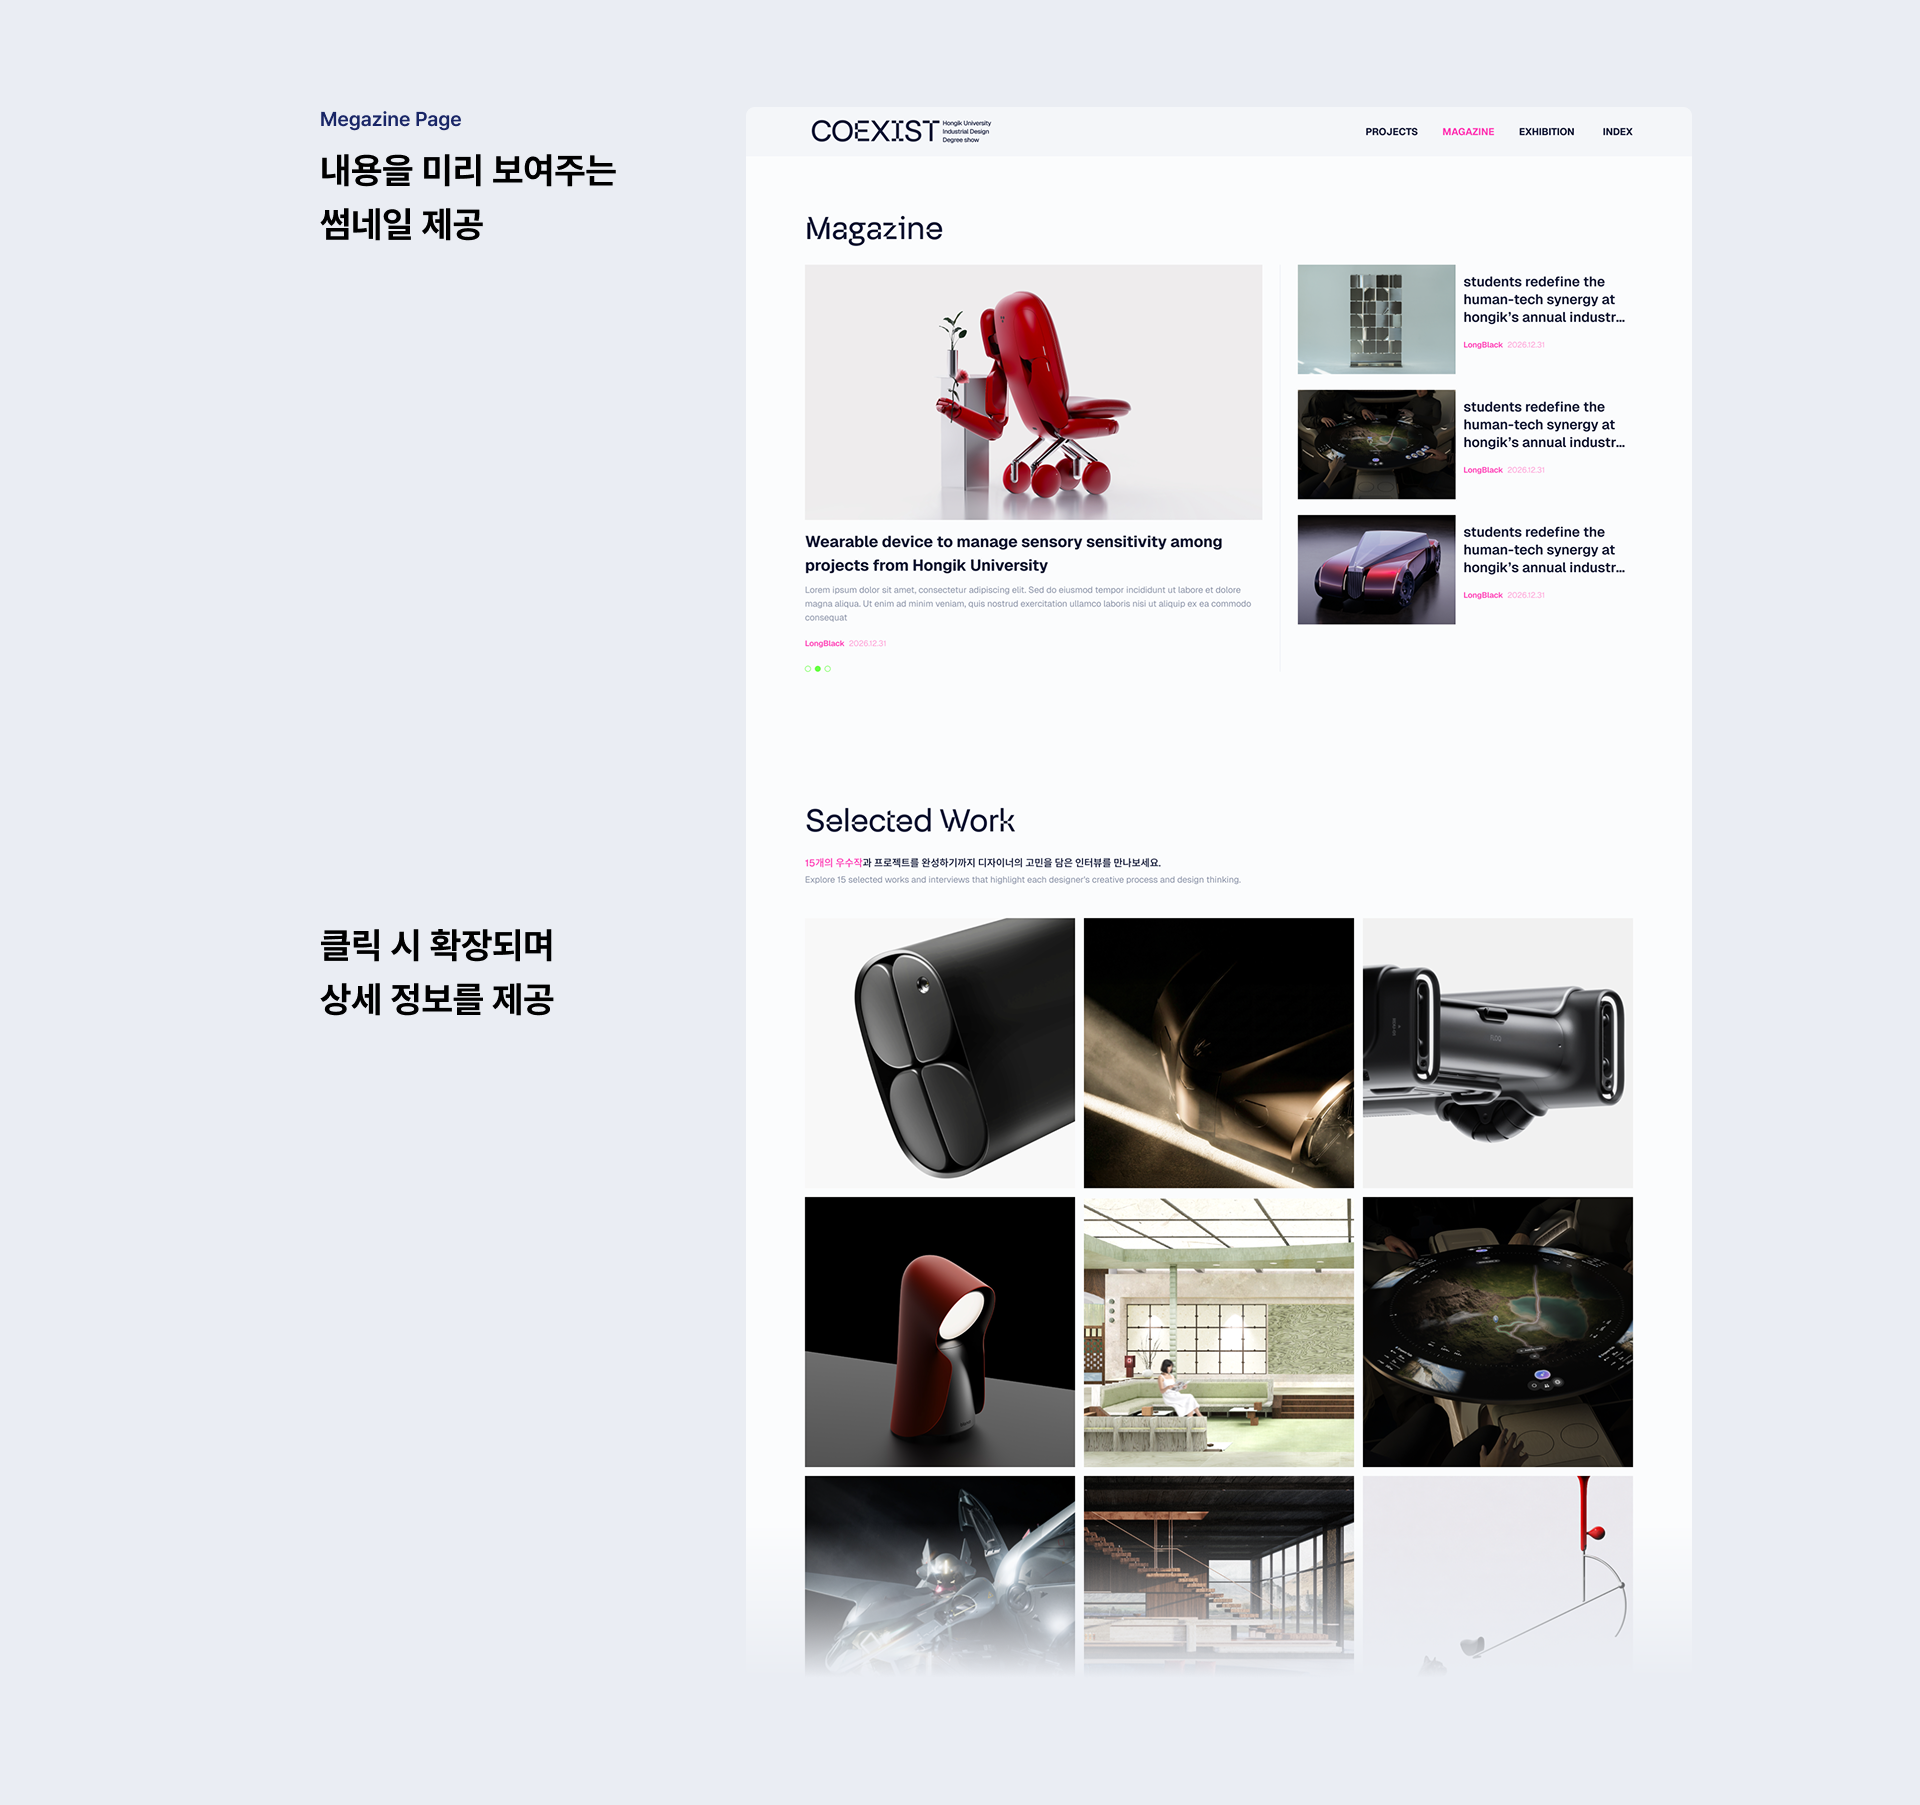 Megazine Page
내용을 미리 보여주는
썸네일 제공
COEXIST
Hongik University
Industrial Design
Degree show
PROJECTS
MAGAZINE
EXHIBITION
INDEX
Magazine
Wearable device to manage sensory sensitivity among
projects from Hongik University
Lorem ipsum dolor sit amet, consectetur adipiscing elit. Sed do eiusmod tempor incididunt ut labore et dolore
magna aliqua. Ut enim ad minim veniam, quis nostrud exercitation ullamco laboris nisi ut aliquip ex ea commodo
consequat
LongBlack 2026.12.31
students redefine the
human-tech synergy at
hongik's annual industr...
LongBlack 2026.12.31
students redefine the
human-tech synergy at
hongik's annual industr...
LongBlack 2026.12.31
students redefine the
human-tech synergy at
hongik's annual industr...
LongBlack 2026.12.31
Selected Work
15개의 우수작과 프로젝트를 완성하기까지 디자이너의 고민을 담은 인터뷰를 만나보세요.
Explore 15 selected works and interviews that highlight each designer's creative process and design thinking.
클릭 시 확장되며
상세 정보를 제공